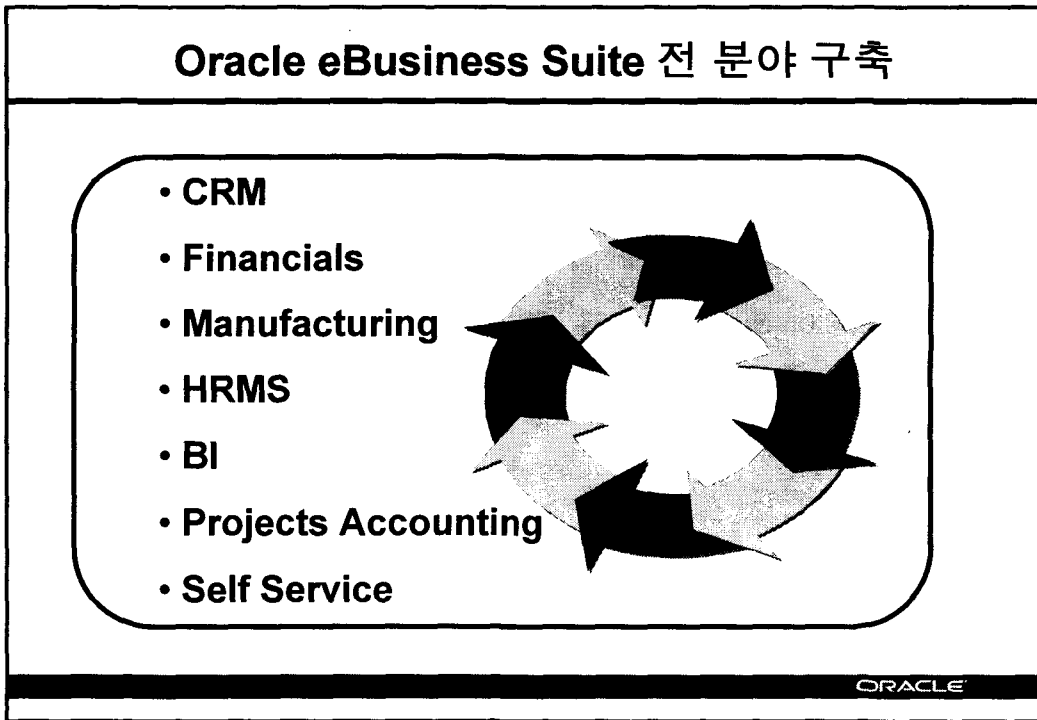 Oracle eBusiness Suite 전 분야 구축
• CRM
• Financials
• Manufacturing
• HRMS
• BI
• Projects Accounting
• Self Service
ORACLE